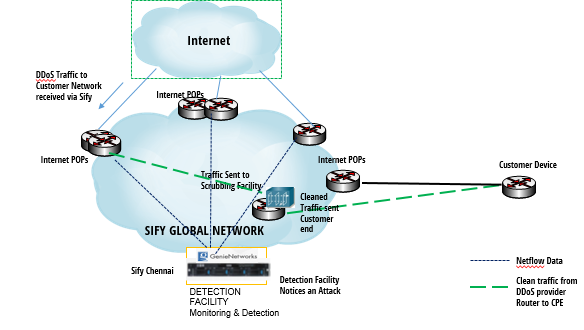 Internet
DDoS Traffic to
Customer Network
received via Sify
Internet POPs
Internet POPs
Internet POPs
Customer Device
Traffic Sent to
Scrubbing Facility
Cleaned
Traffic sent
Customer
end
SIFY GLOBAL NETWORK
GenieNetworks
Sify Chennai
Detection Facility
Notices an Attack
DETECTION
FACILITY
Monitoring & Detection
Netflow Data
Clean traffic from
DDoS provider
Router to CPE